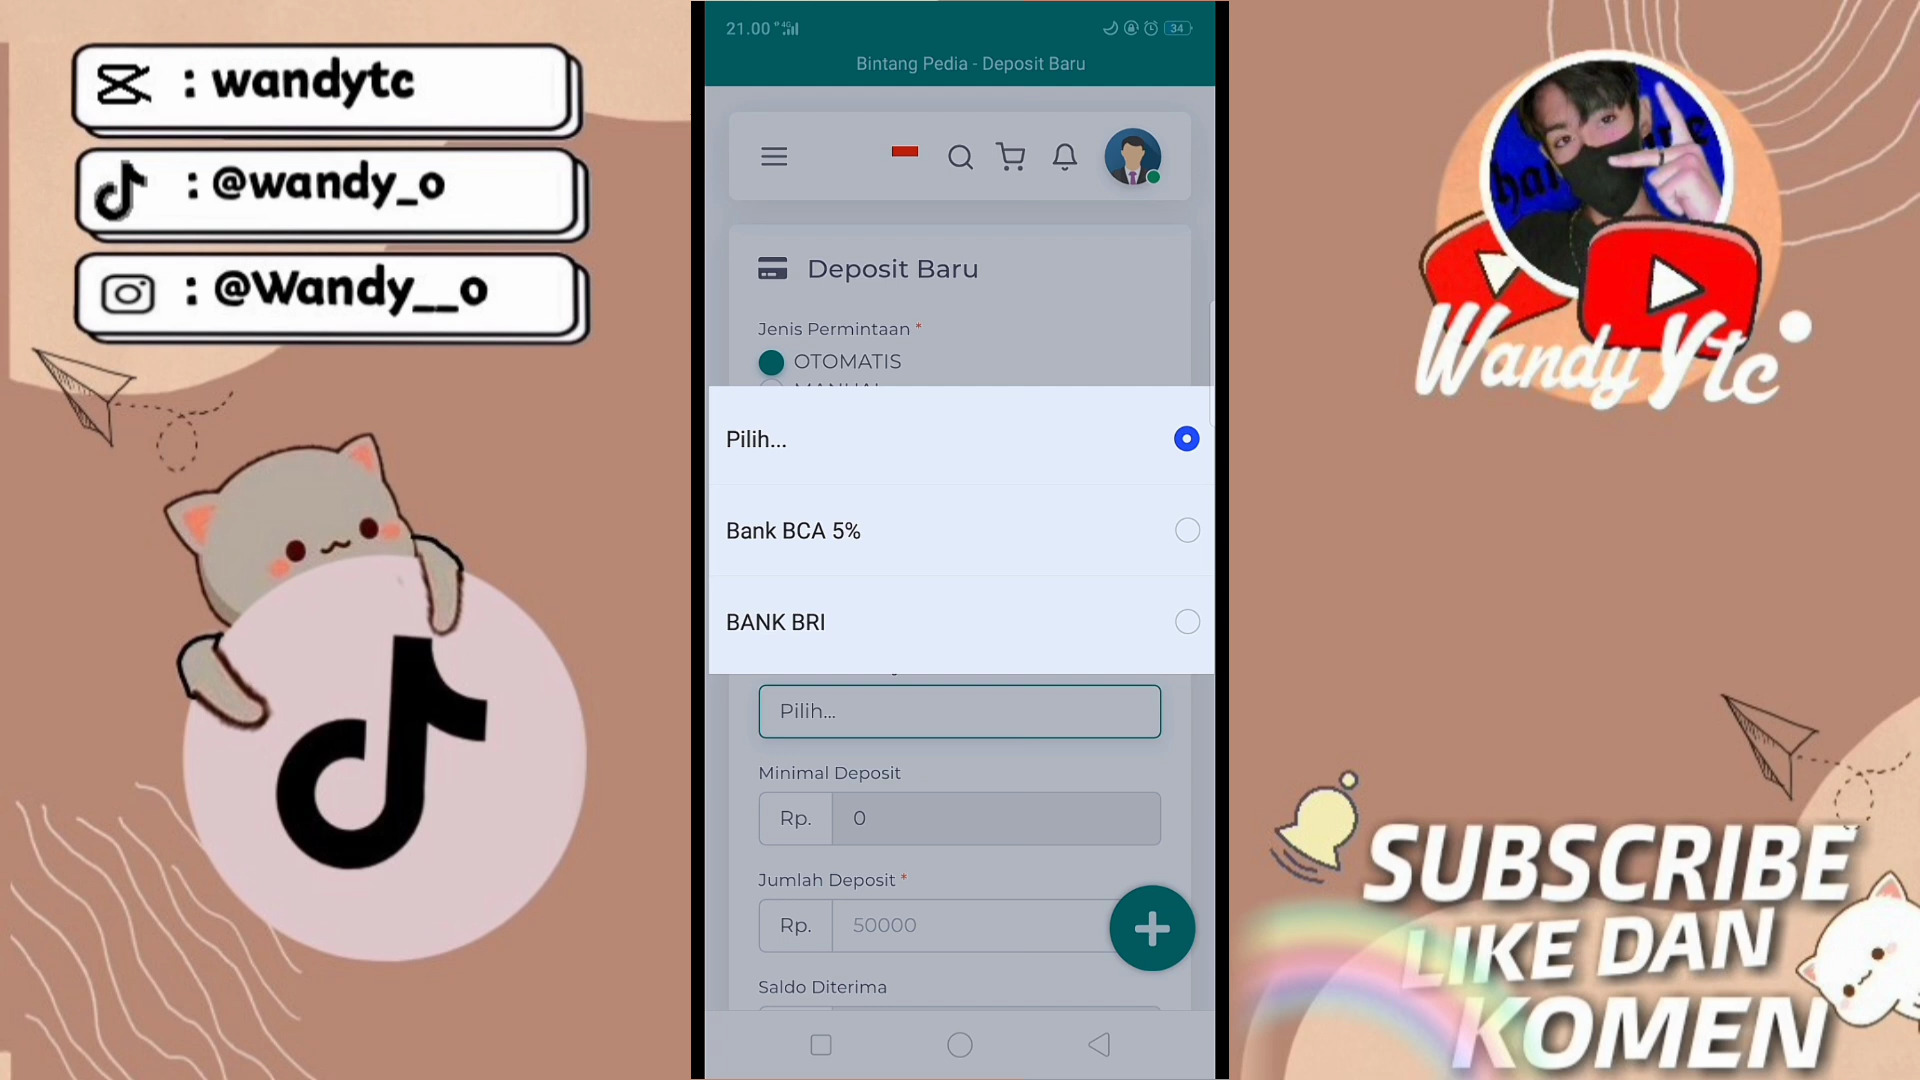 : wandytc
: @wandy_o
: @Wandy__o
21.00 4G 34
Bintang Pedia - Deposit Baru
Deposit Baru
Jenis Permintaan *
OTOMATIS
MANUAL
Pilih...
Bank BCA 5%
BANK BRI
Pilih...
Minimal Deposit
Rp. 0
Jumlah Deposit *
Rp. 50000
Saldo Diterima
Wandy Ytc
SUBSCRIBE
LIKE DAN
KOMEN